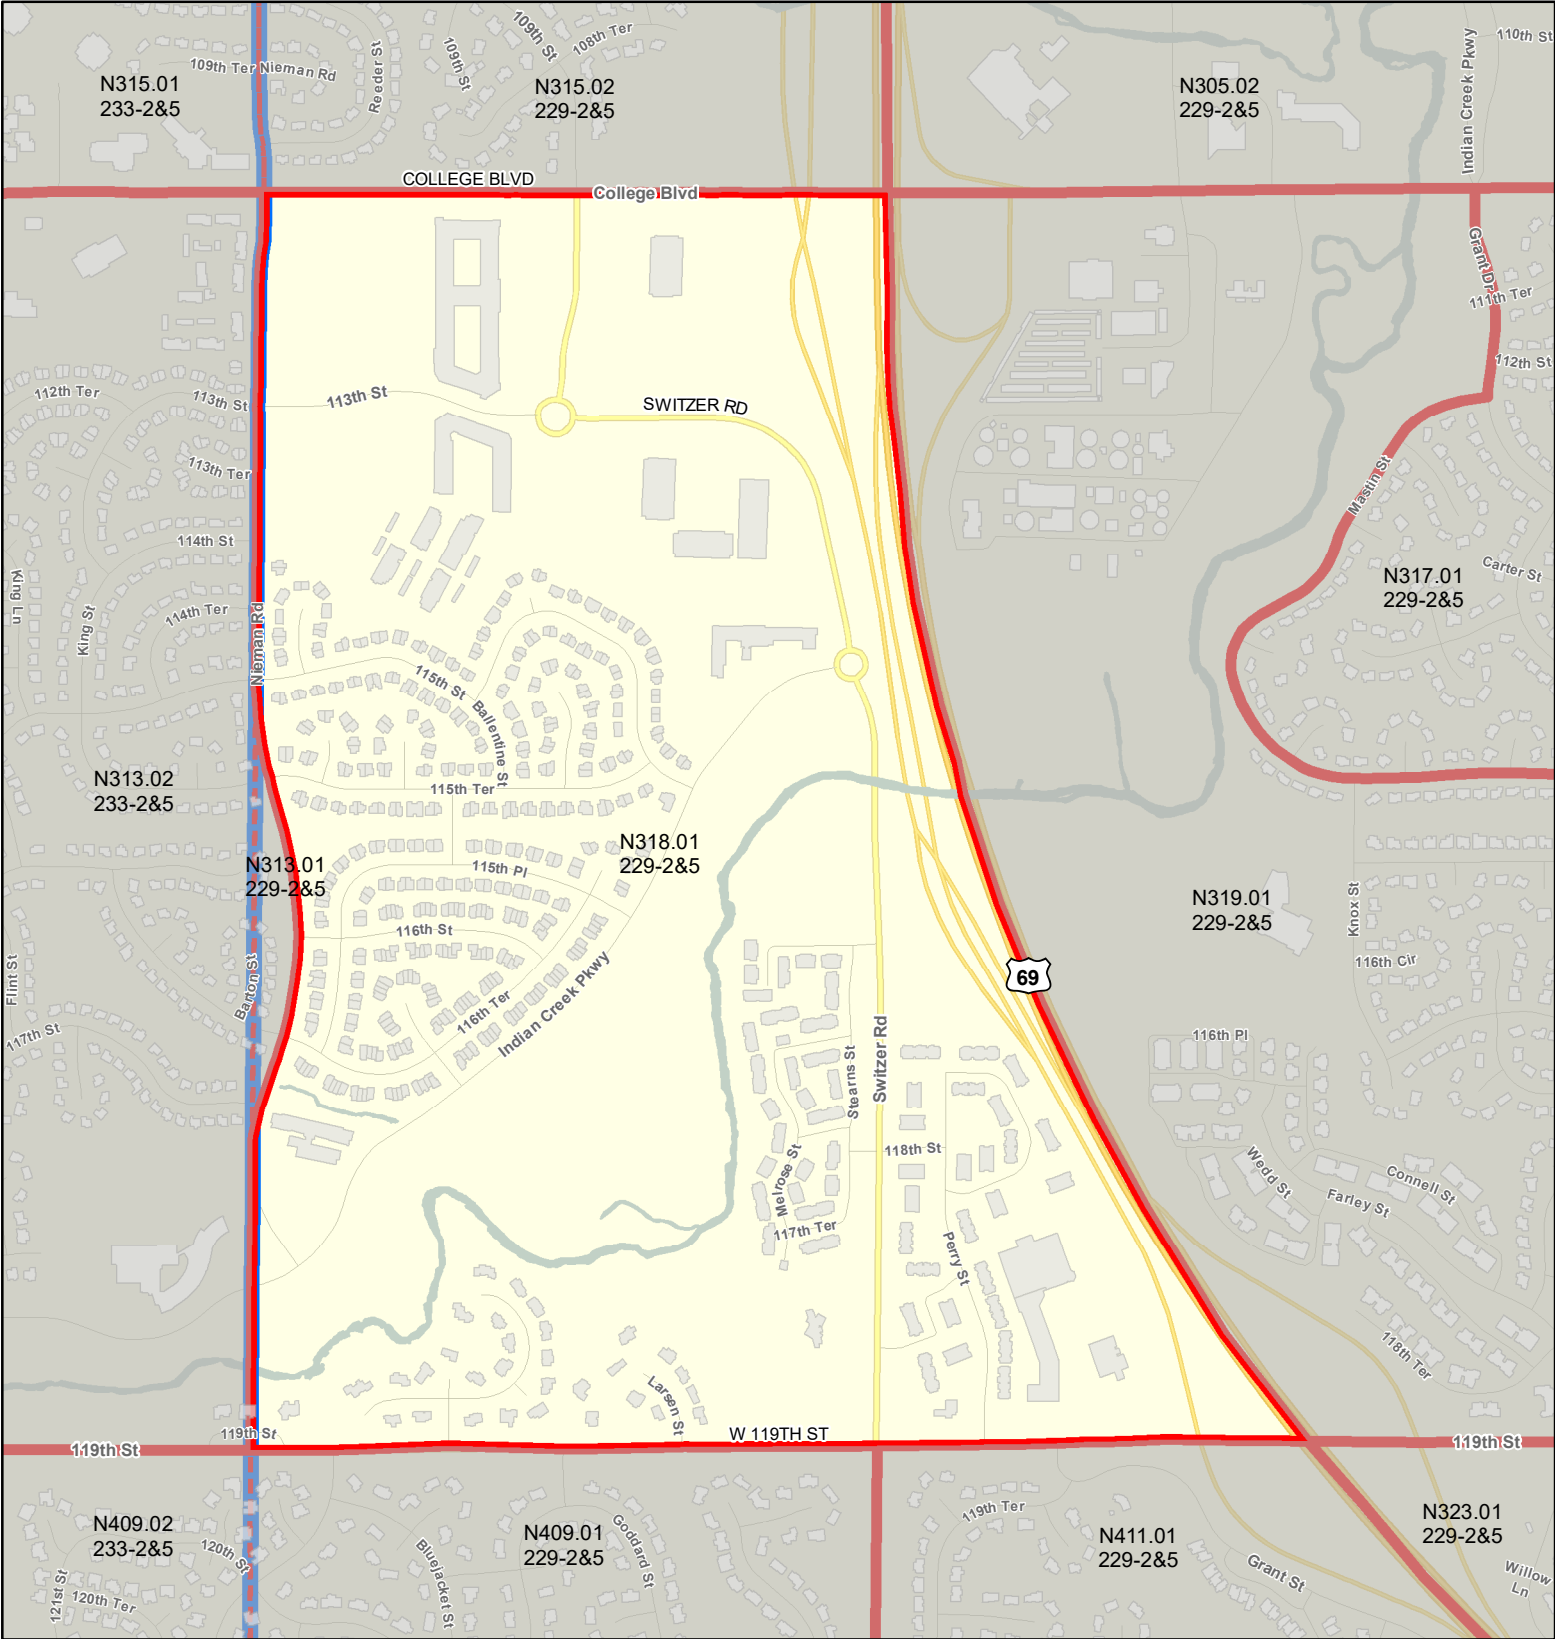 109th St
108th Ter
110th St
Indian Creek Pkwy
109th St
Reeder St
109th Ter
Nieman Rd
N315.01
233-2&5
N315.02
229-2&5
N305.02
229-2&5
COLLEGE BLVD
College Blvd
Grant Dr
111th Ter
112th St
112th Ter
113th St
113th St
SWITZER RD
113th Ter
Mastin St
114th St
King Ln
King St
114th Ter
Nieman Rd
Carter St
N317.01
229-2&5
115th St
Ballentine St
115th Ter
N313.02
233-2&5
N318.01
229-2&5
N313.01
229-2&5
115th Pl
N319.01
229-2&5
Knox St
116th St
116th Cir
Flint St
Barton St
69
116th Ter
Indian Creek Pkwy
117th St
Switzer Rd
Stearns St
116th Pl
118th St
Melrose St
Wedd St
Connell St
Farley St
117th Ter
Perry St
118th Ter
Larsen St
119th St
W 119TH ST
119th St
119th St
119th Ter
N409.02
233-2&5
N409.01
229-2&5
Goddard St
N411.01
229-2&5
N323.01
229-2&5
120th St
Bluejacket St
Grant St
Willow
Ln
121st St
120th Ter